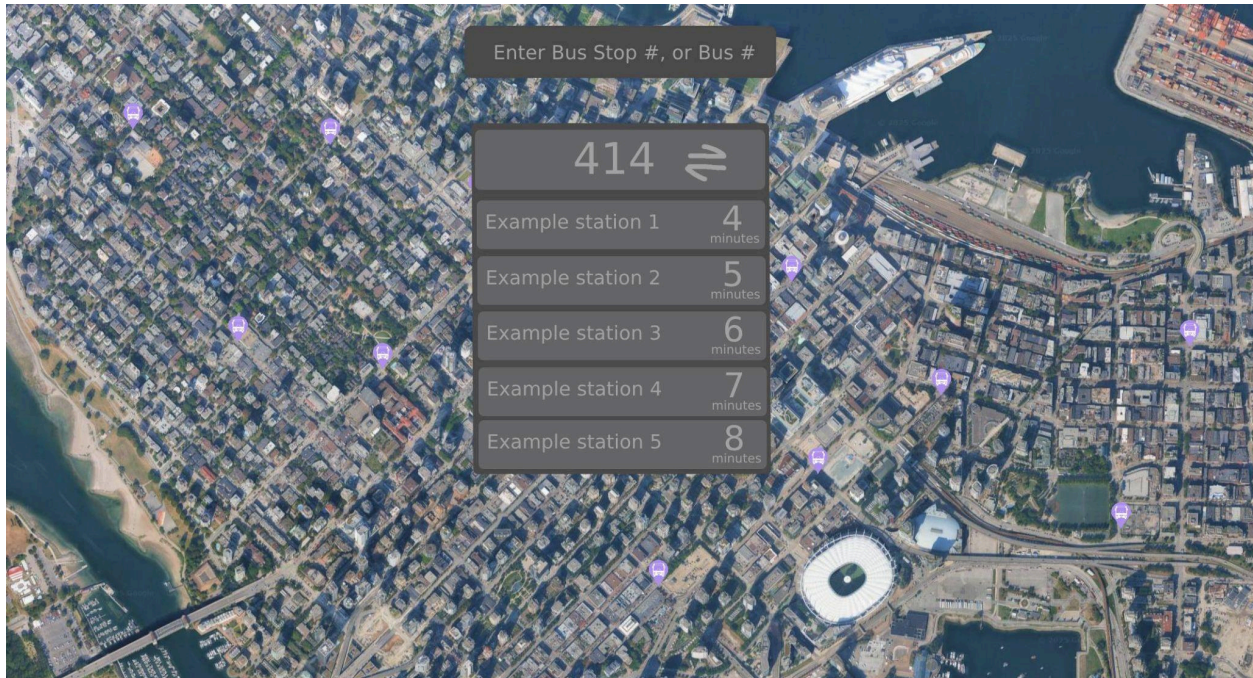 Enter Bus Stop #, or Bus #
414
Example station 1 4 minutes
Example station 2 5 minutes
Example station 3 6 minutes
Example station 4 7 minutes
Example station 5 8 minutes